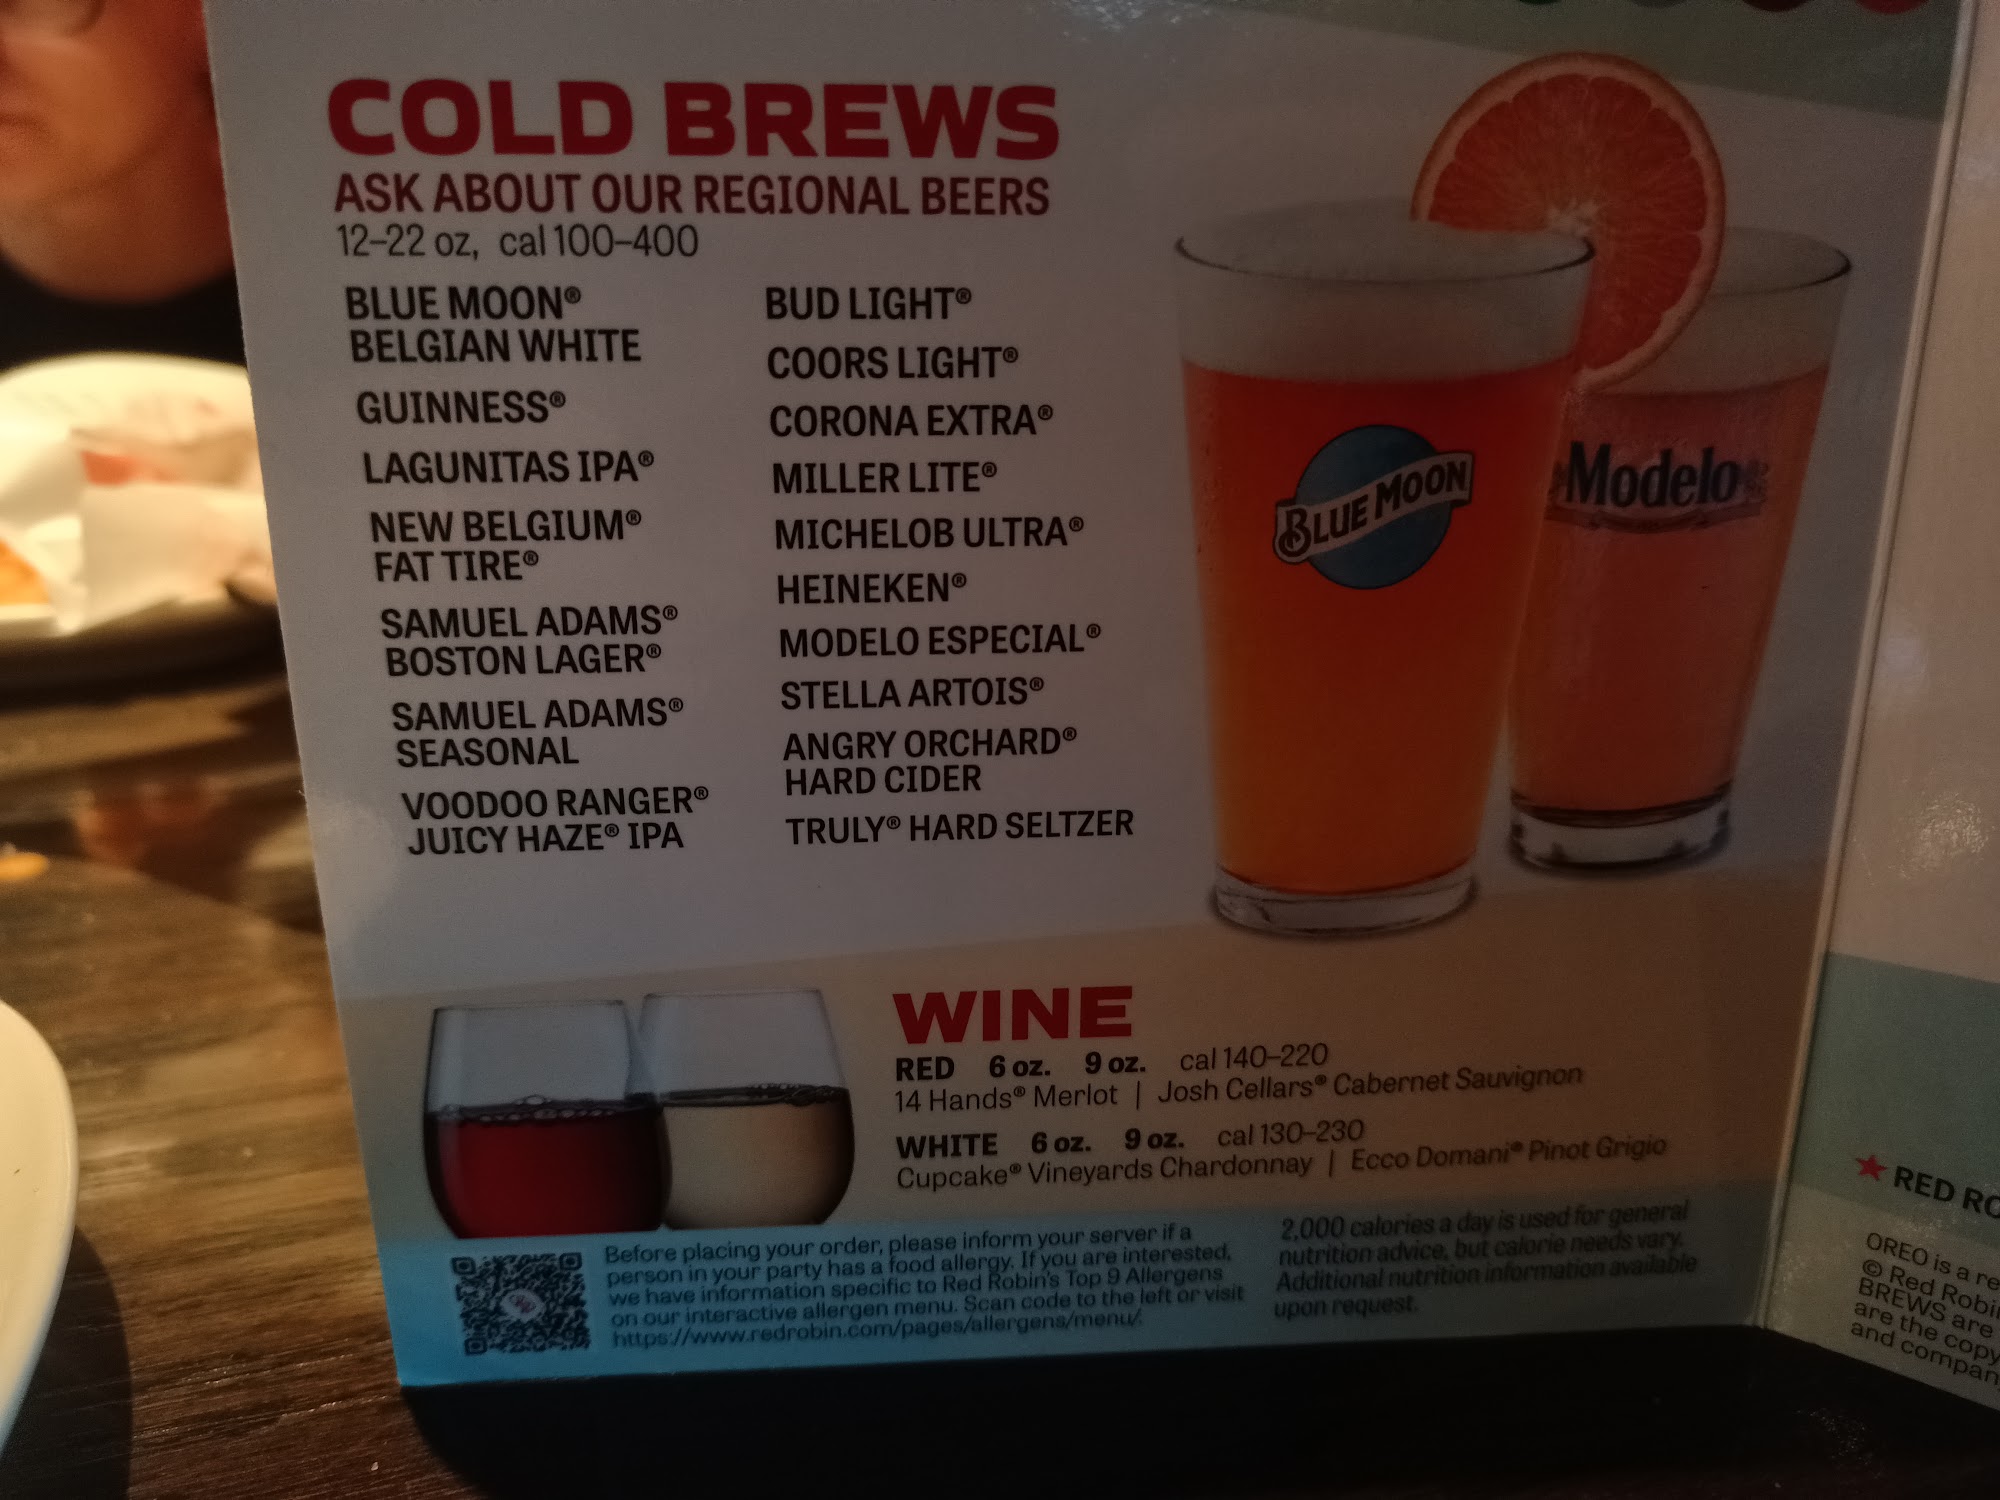 COLD BREWS
ASK ABOUT OUR REGIONAL BEERS
12–22 oz, cal 100–400
BLUE MOON®
BELGIAN WHITE
GUINNESS®
LAGUNITAS IPA®
NEW BELGIUM®
FAT TIRE®
SAMUEL ADAMS®
BOSTON LAGER®
SAMUEL ADAMS®
SEASONAL
VOODOO RANGER®
JUICY HAZE® IPA
BUD LIGHT®
COORS LIGHT®
CORONA EXTRA®
MILLER LITE®
MICHELOB ULTRA®
HEINEKEN®
MODELO ESPECIAL®
STELLA ARTOIS®
ANGRY ORCHARD®
HARD CIDER
TRULY® HARD SELTZER
BLUE MOON
Modelo
WINE
RED 6 oz. 9 oz. cal 140–220
14 Hands® Merlot | Josh Cellars® Cabernet Sauvignon
WHITE 6 oz. 9 oz. cal 130–230
Cupcake® Vineyards Chardonnay | Ecco Domani® Pinot Grigio
Before placing your order, please inform your server if a
person in your party has a food allergy. If you are interested,
we have information specific to Red Robin's Top 9 Allergens
on our interactive allergen menu. Scan code to the left or visit
https://www.redrobin.com/pages/allergens/menu/.
2,000 calories a day is used for general
nutrition advice, but calorie needs vary.
Additional nutrition information available
upon request.
★ RED RO
OREO is a re
© Red Robi
BREWS are
are the copy
and compan